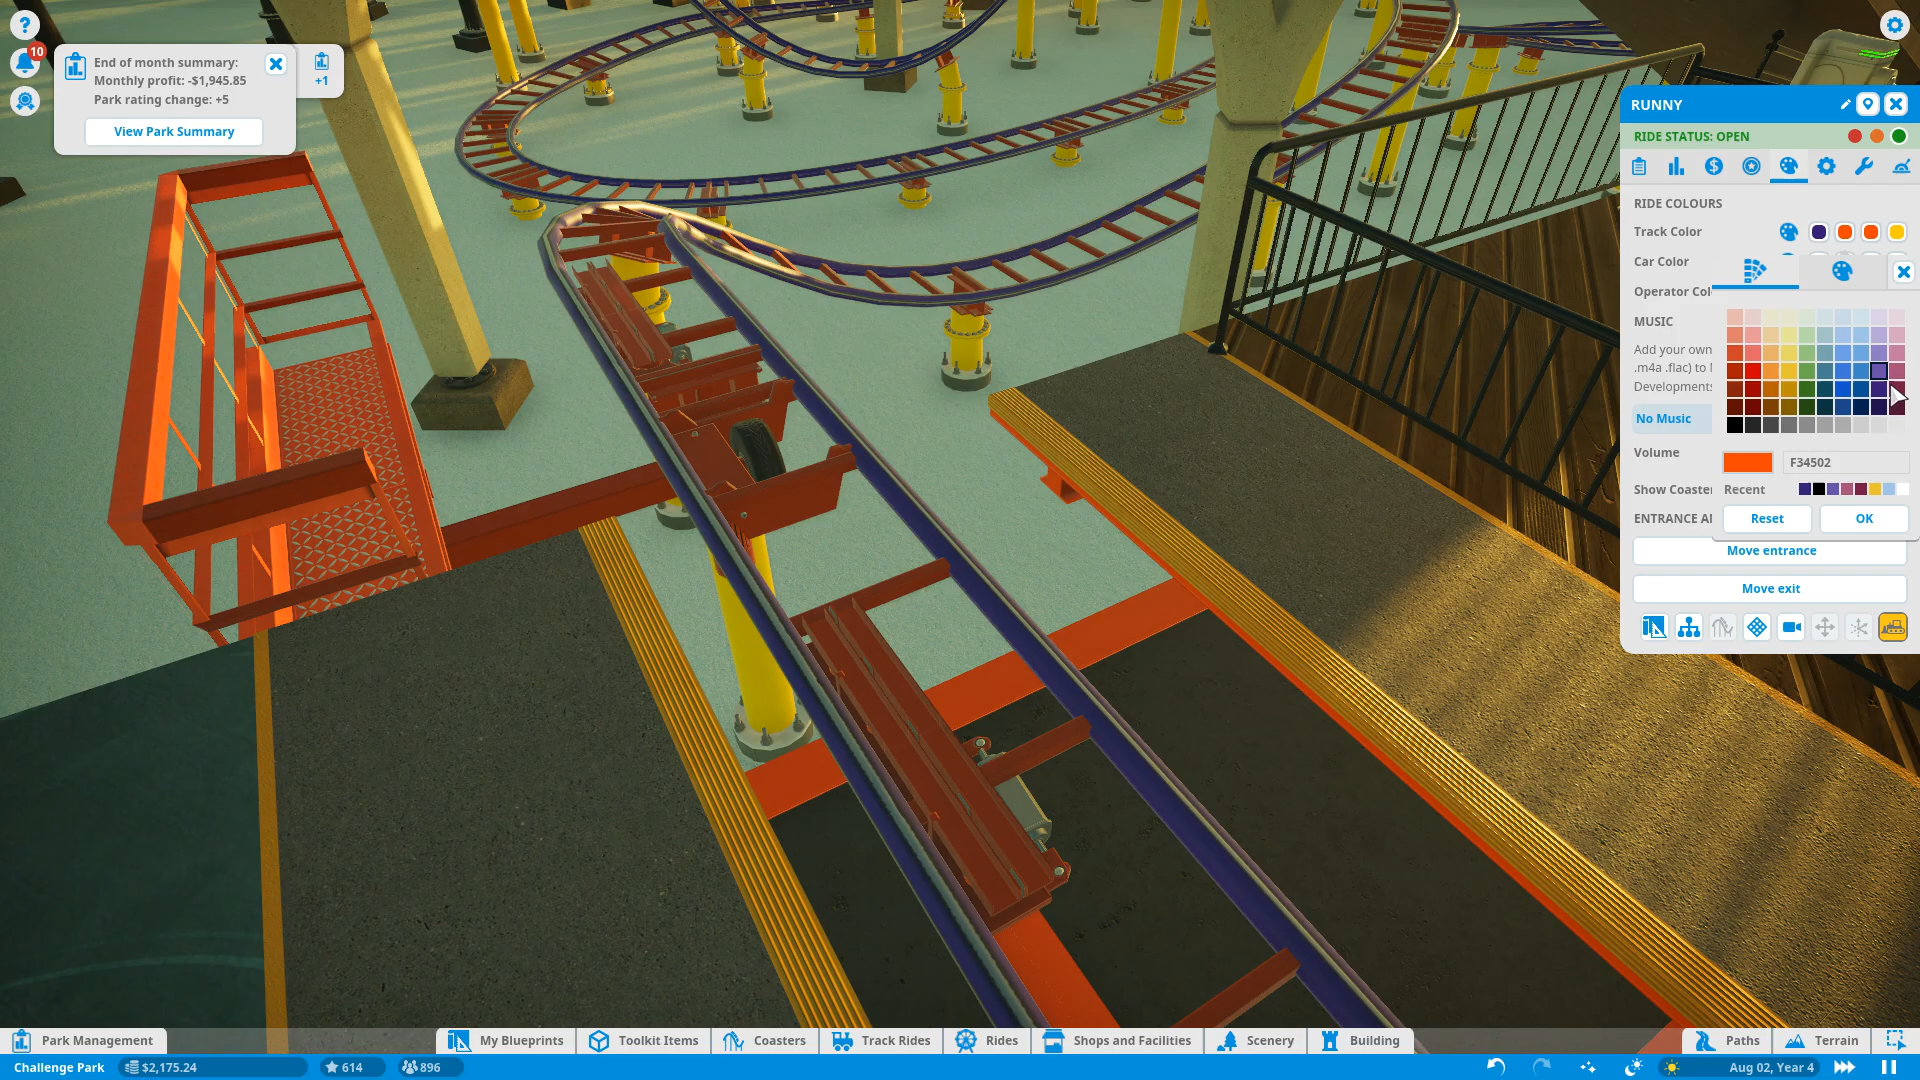 ?
10
End of month summary:
Monthly profit: -$1,945.85
Park rating change: +5
View Park Summary
+1
RUNNY
RIDE STATUS: OPEN
RIDE COLOURS
Track Color
Car Color
Operator Col
MUSIC
Add your own
.m4a .flac) to
Developments
No Music
Volume
F34502
Show Coaster
Recent
ENTRANCE
Reset
OK
Move entrance
Move exit
Park Management
My Blueprints
Toolkit Items
Coasters
Track Rides
Rides
Shops and Facilities
Scenery
Building
Paths
Terrain
Challenge Park
$2,175.24
614
896
Aug 02, Year 4